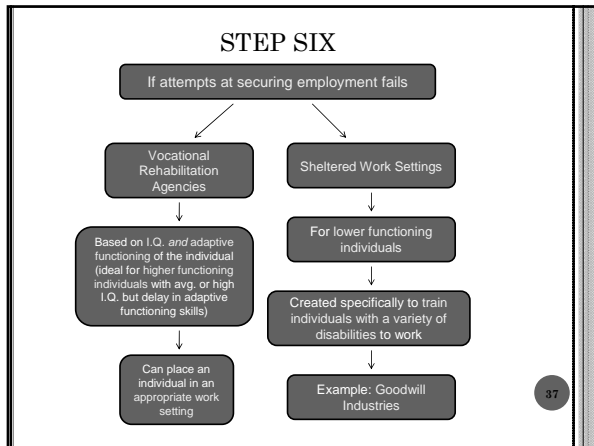 STEP SIX
If attempts at securing employment fails
Vocational
Rehabilitation
Agencies
Based on I.Q. and adaptive
functioning of the individual
(ideal for higher functioning
individuals with avg. or high
I.Q. but delay in adaptive
functioning skills)
Can place an
individual in an
appropriate work
setting
Sheltered Work Settings
For lower functioning
individuals
Created specifically to train
individuals with a variety of
disabilities to work
Example: Goodwill
Industries
37